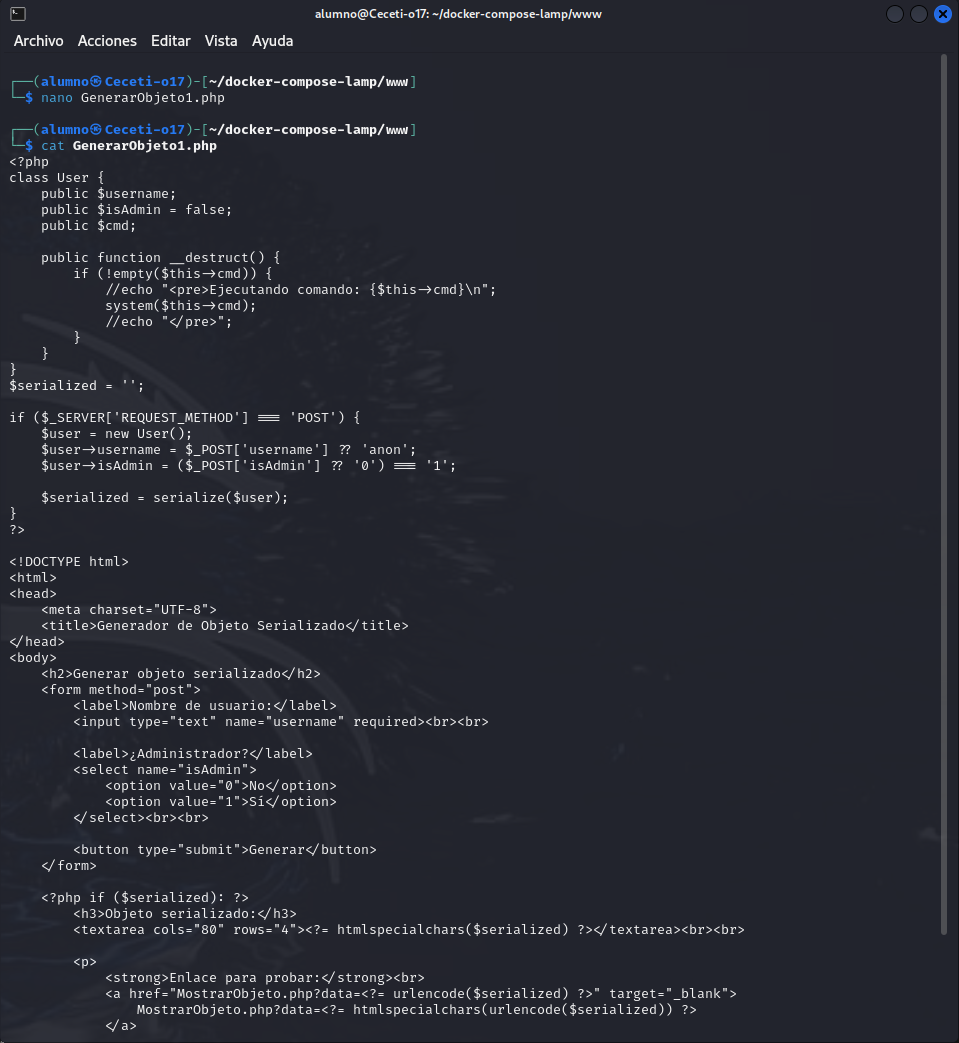 alumno@Ceceti-o17: ~/docker-compose-lamp/www
Archivo Acciones Editar Vista Ayuda
┌──(alumno㉿Ceceti-o17)-[~/docker-compose-lamp/www]
└─$ nano GenerarObjeto1.php
┌──(alumno㉿Ceceti-o17)-[~/docker-compose-lamp/www]
└─$ cat GenerarObjeto1.php
<?php
class User {
    public $username;
    public $isAdmin = false;
    public $cmd;

    public function __destruct() {
        if (!empty($this->cmd)) {
            //echo "<pre>Ejecutando comando: {$this->cmd}\n";
            system($this->cmd);
            //echo "</pre>";
        }
    }
}
$serialized = '';

if ($_SERVER['REQUEST_METHOD'] === 'POST') {
    $user = new User();
    $user->username = $_POST['username'] ?? 'anon';
    $user->isAdmin = ($_POST['isAdmin'] ?? '0') === '1';

    $serialized = serialize($user);
}
?>

<!DOCTYPE html>
<html>
<head>
    <meta charset="UTF-8">
    <title>Generador de Objeto Serializado</title>
</head>
<body>
    <h2>Generar objeto serializado</h2>
    <form method="post">
        <label>Nombre de usuario:</label>
        <input type="text" name="username" required><br><br>

        <label>¿Administrador?</label>
        <select name="isAdmin">
            <option value="0">No</option>
            <option value="1">Sí</option>
        </select><br><br>

        <button type="submit">Generar</button>
    </form>

    <?php if ($serialized): ?>
        <h3>Objeto serializado:</h3>
        <textarea cols="80" rows="4"><?= htmlspecialchars($serialized) ?></textarea><br><br>

        <p>
            <strong>Enlace para probar:</strong><br>
            <a href="MostrarObjeto.php?data=<?= urlencode($serialized) ?>" target="_blank">
                MostrarObjeto.php?data=<?= htmlspecialchars(urlencode($serialized)) ?>
            </a>